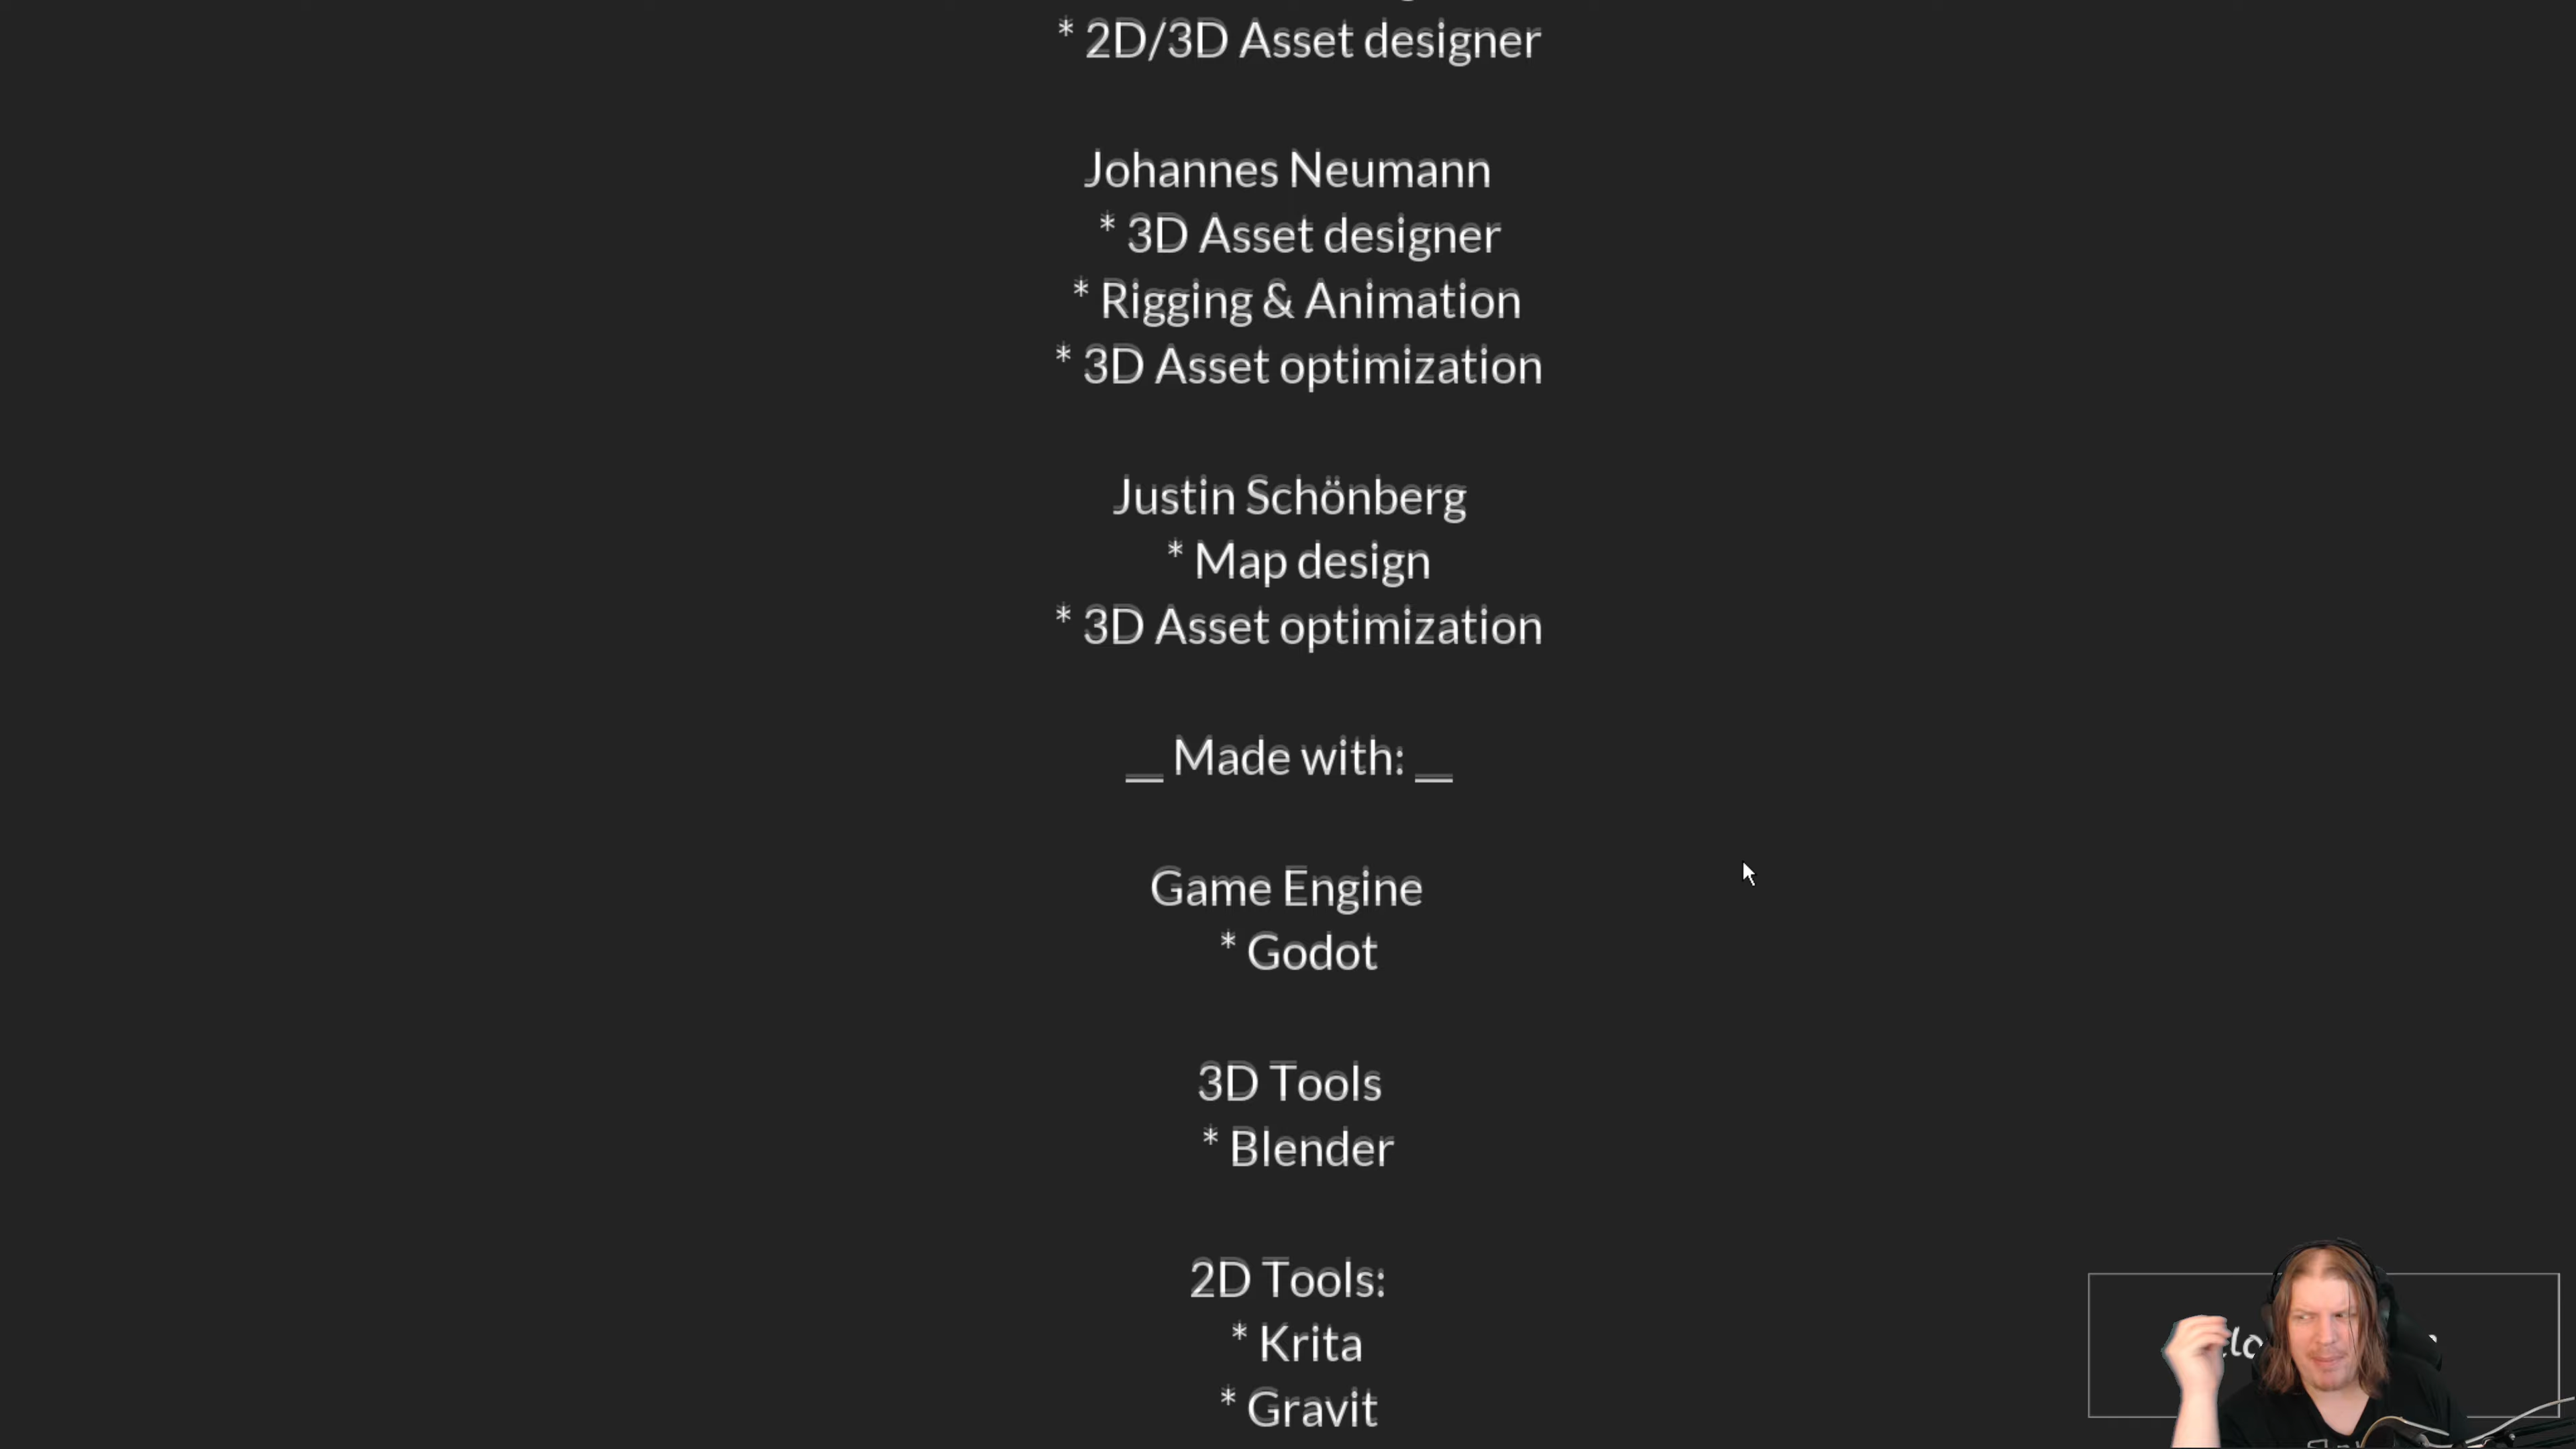 * 2D/3D Asset designer
Johannes Neumann
* 3D Asset designer
* Rigging & Animation
* 3D Asset optimization
Justin Schönberg
* Map design
* 3D Asset optimization
__ Made with: __
Game Engine
* Godot
3D Tools
* Blender
2D Tools:
* Krita
* Gravit